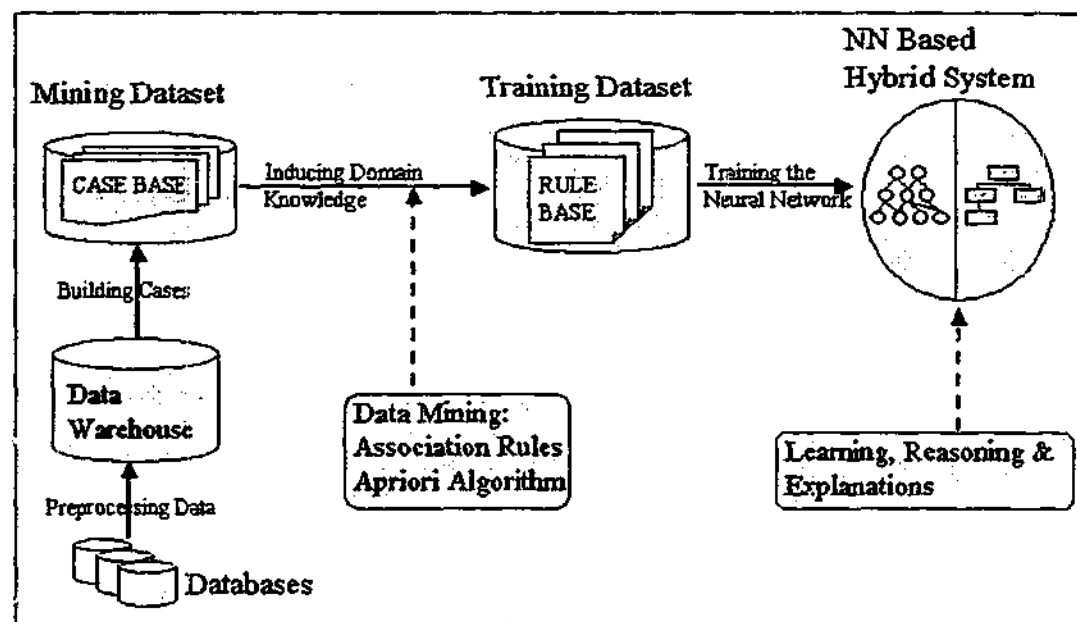 NN Based
Hybrid System
Mining Dataset
Training Dataset
CASE BASE
Inducing Domain
Knowledge
RULE
BASE
Training the
Neural Network
Building Cases
Data
Warehouse
Data Mining:
Association Rules
Apriori Algorithm
Learning, Reasoning &
Explanations
Preprocessing Data
Databases